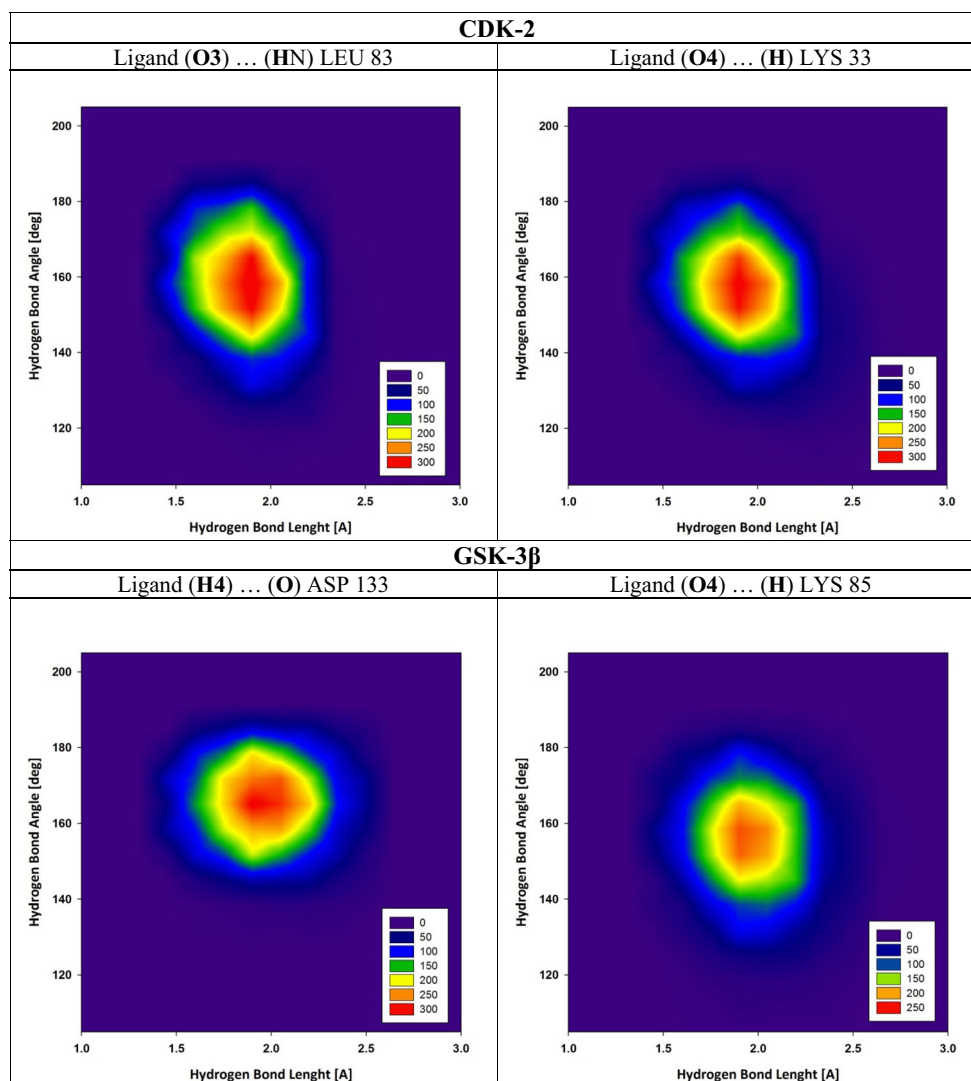 CDK-2
Ligand (O3) … (HN) LEU 83
Ligand (O4) … (H) LYS 33
200
180
160
140
120
Hydrogen Bond Angle [deg]
0
50
100
150
200
250
300
1.0 1.5 2.0 2.5 3.0
Hydrogen Bond Lenght [A]
200
180
160
140
120
Hydrogen Bond Angle [deg]
0
50
100
150
200
250
300
1.0 1.5 2.0 2.5 3.0
Hydrogen Bond Lenght [A]
GSK-3β
Ligand (H4) … (O) ASP 133
Ligand (O4) … (H) LYS 85
200
180
160
140
120
Hydrogen Bond Angle [deg]
0
50
100
150
200
250
300
1.0 1.5 2.0 2.5 3.0
Hydrogen Bond Lenght [A]
200
180
160
140
120
Hydrogen Bond Angle [deg]
0
50
100
150
200
250
1.0 1.5 2.0 2.5 3.0
Hydrogen Bond Lenght [A]